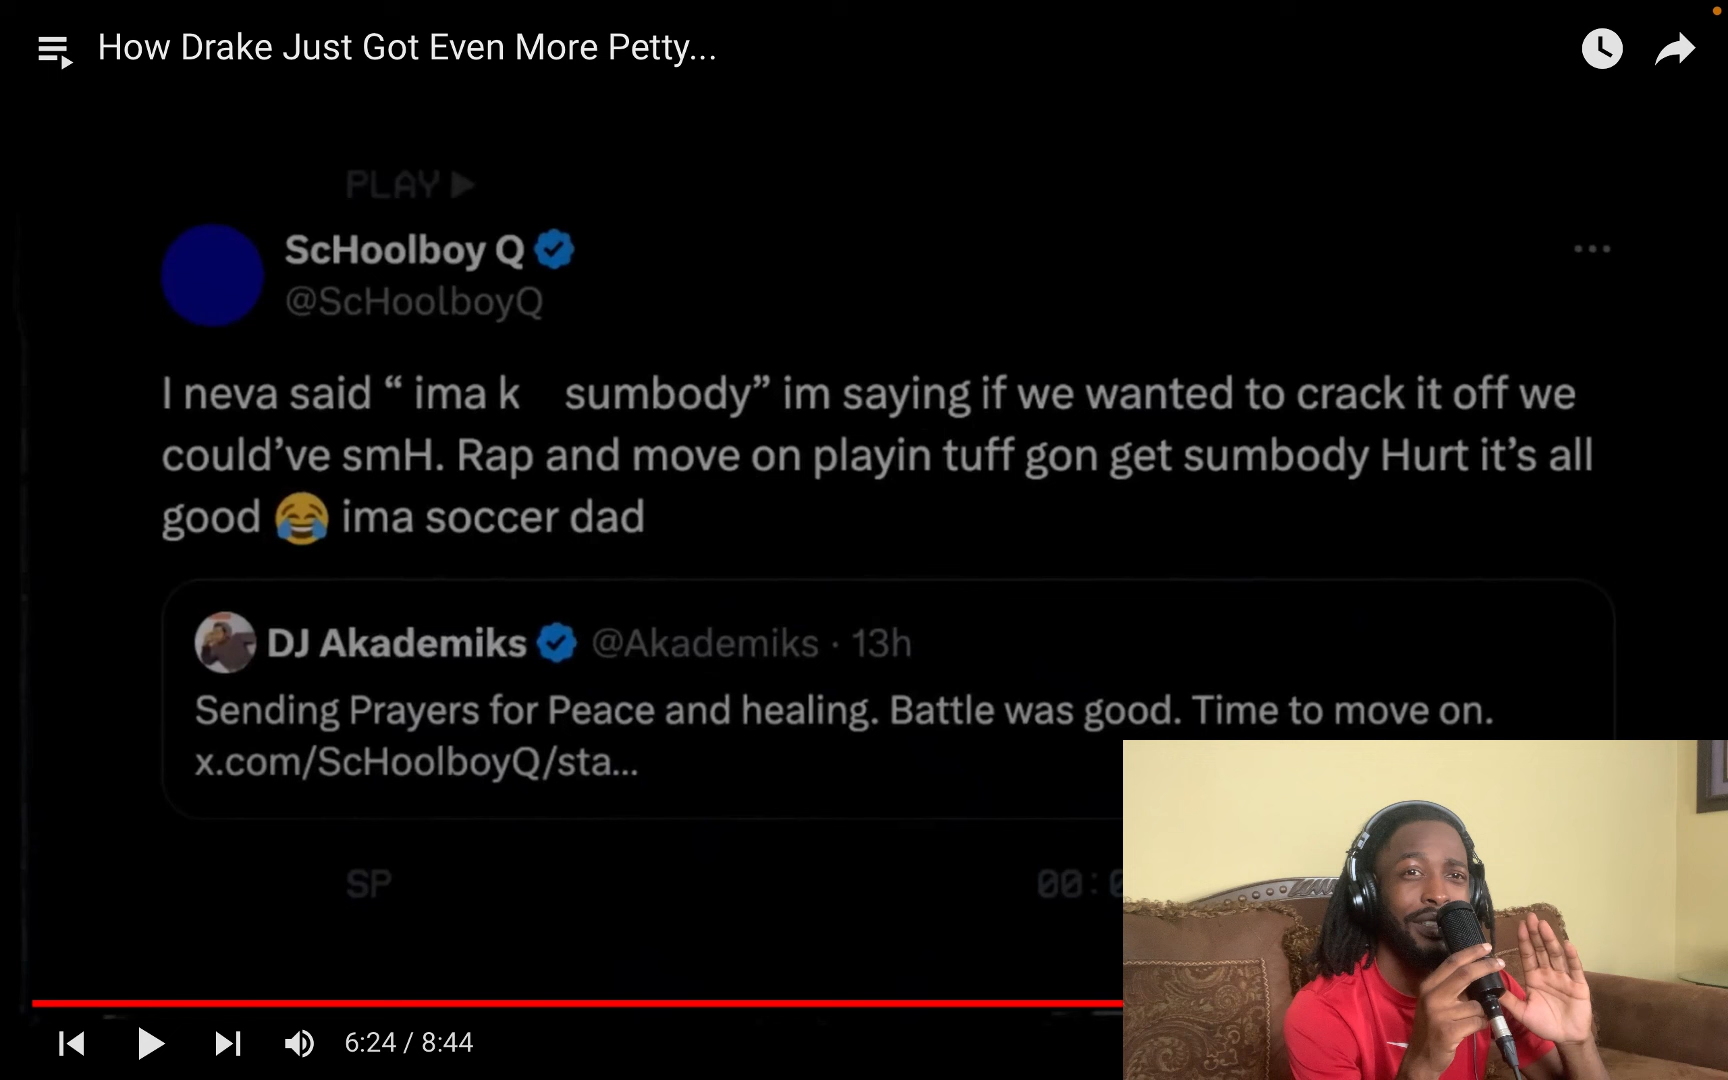 How Drake Just Got Even More Petty...
PLAY
ScHoolboy Q
@ScHoolboyQ
I neva said “ ima k sumbody” im saying if we wanted to crack it off we
could’ve smH. Rap and move on playin tuff gon get sumbody Hurt it’s all
good 😂 ima soccer dad
DJ Akademiks @Akademiks · 13h
Sending Prayers for Peace and healing. Battle was good. Time to move on.
x.com/ScHoolboyQ/sta...
SP 00:
6:24 / 8:44